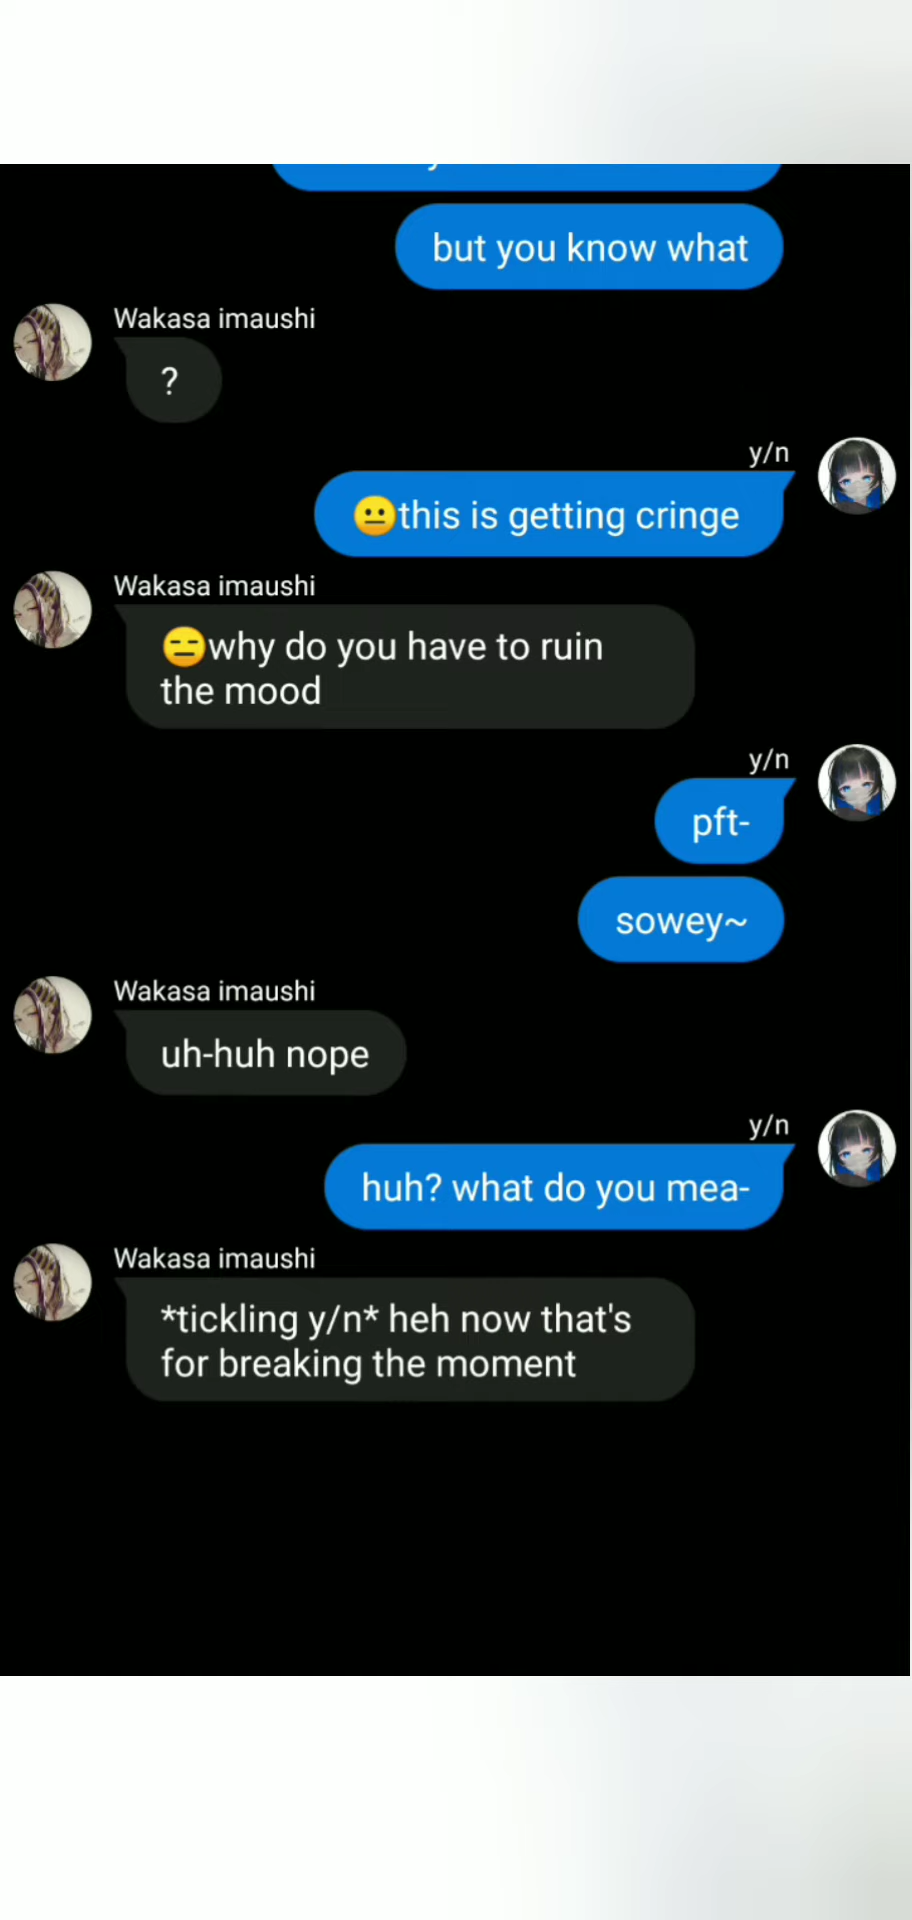 but you know what
Wakasa imaushi
?
y/n
😐this is getting cringe
Wakasa imaushi
😑why do you have to ruin
the mood
y/n
pft-
sowey~
Wakasa imaushi
uh-huh nope
y/n
huh? what do you mea-
Wakasa imaushi
*tickling y/n* heh now that's
for breaking the moment